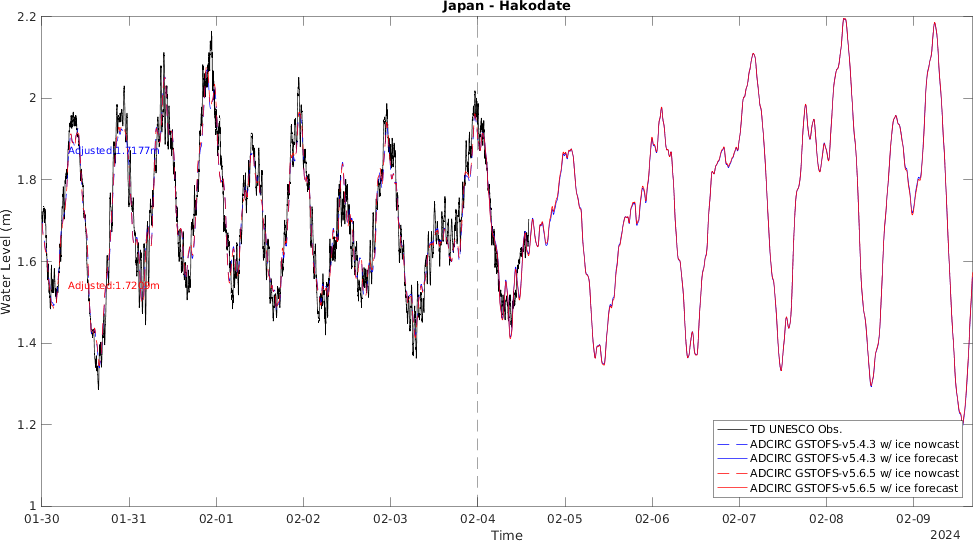 Japan - Hakodate
2.2
2
1.8
1.6
1.4
1.2
1
Water Level (m)
Adjusted:1.7177m
TD UNESCO Obs.
ADCIRC GSTOFS-v5.4.3 w/ ice nowcast
ADCIRC GSTOFS-v5.4.3 w/ ice forecast
ADCIRC GSTOFS-v5.6.5 w/ ice nowcast
ADCIRC GSTOFS-v5.6.5 w/ ice forecast
01-30 01-31 02-01 02-02 02-03 02-04 02-05 02-06 02-07 02-08 02-09
Time
2024